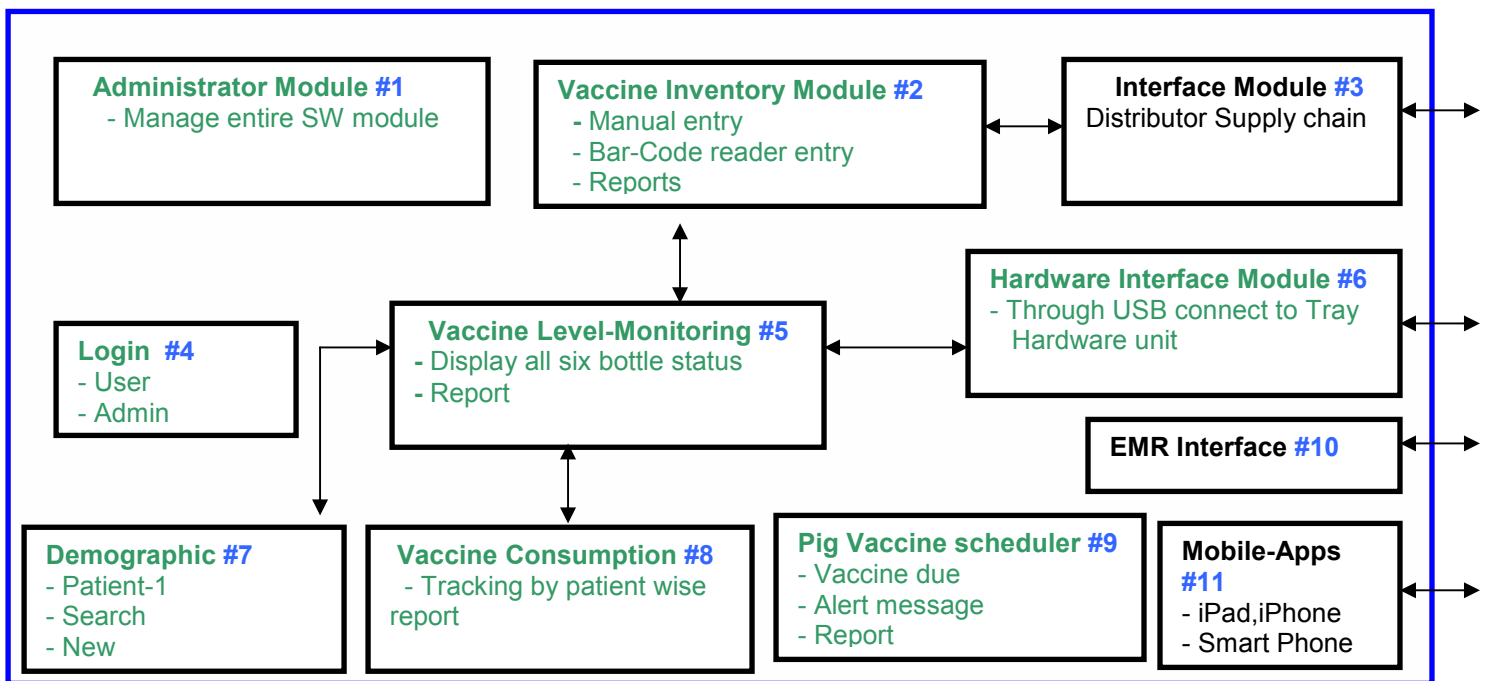 Administrator Module #1
- Manage entire SW module
Vaccine Inventory Module #2
- Manual entry
- Bar-Code reader entry
- Reports
Interface Module #3
Distributor Supply chain
Login #4
- User
- Admin
Vaccine Level-Monitoring #5
- Display all six bottle status
- Report
Hardware Interface Module #6
- Through USB connect to Tray
Hardware unit
EMR Interface #10
Demographic #7
- Patient-1
- Search
- New
Vaccine Consumption #8
- Tracking by patient wise
report
Pig Vaccine scheduler #9
- Vaccine due
- Alert message
- Report
Mobile-Apps
#11
- iPad,iPhone
- Smart Phone